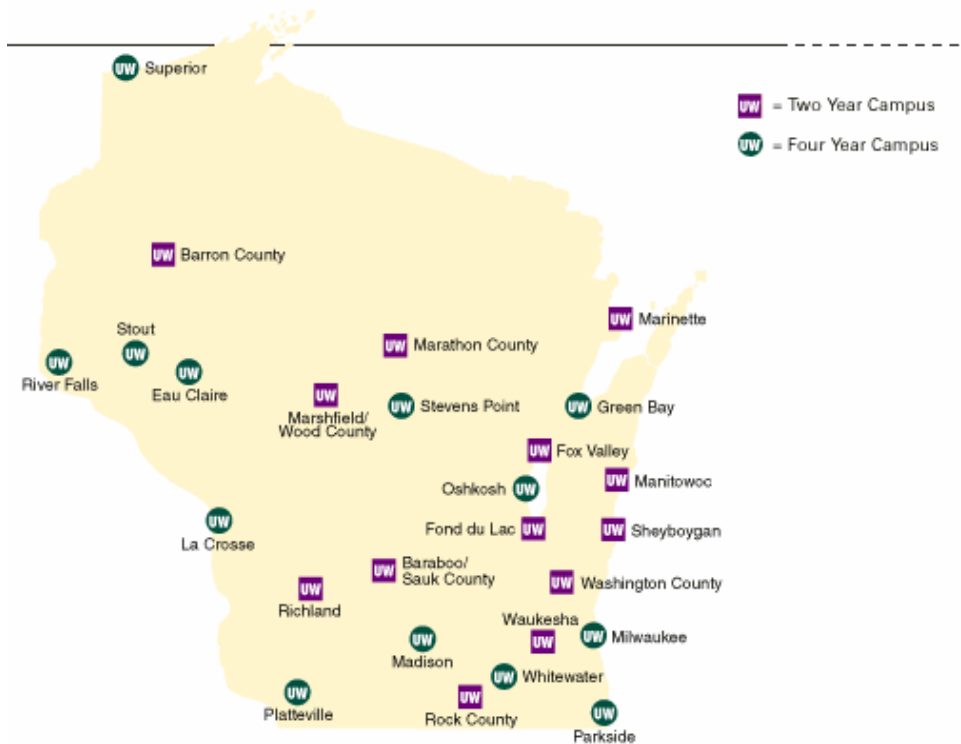 UW Superior
UW = Two Year Campus
UW = Four Year Campus
UW Barron County
UW Marinette
Stout
UW
UW Marathon County
UW
River Falls
UW
Eau Claire
UW
Marshfield/
Wood County
UW Stevens Point
UW Green Bay
UW Fox Valley
UW Manitowoc
Oshkosh UW
UW
La Crosse
Fond du Lac UW
UW Sheyboygan
UW Baraboo/
Sauk County
UW Washington County
UW
Richland
Waukesha
UW
UW Milwaukee
UW
Madison
UW Whitewater
UW
Platteville
UW
Rock County
UW
Parkside